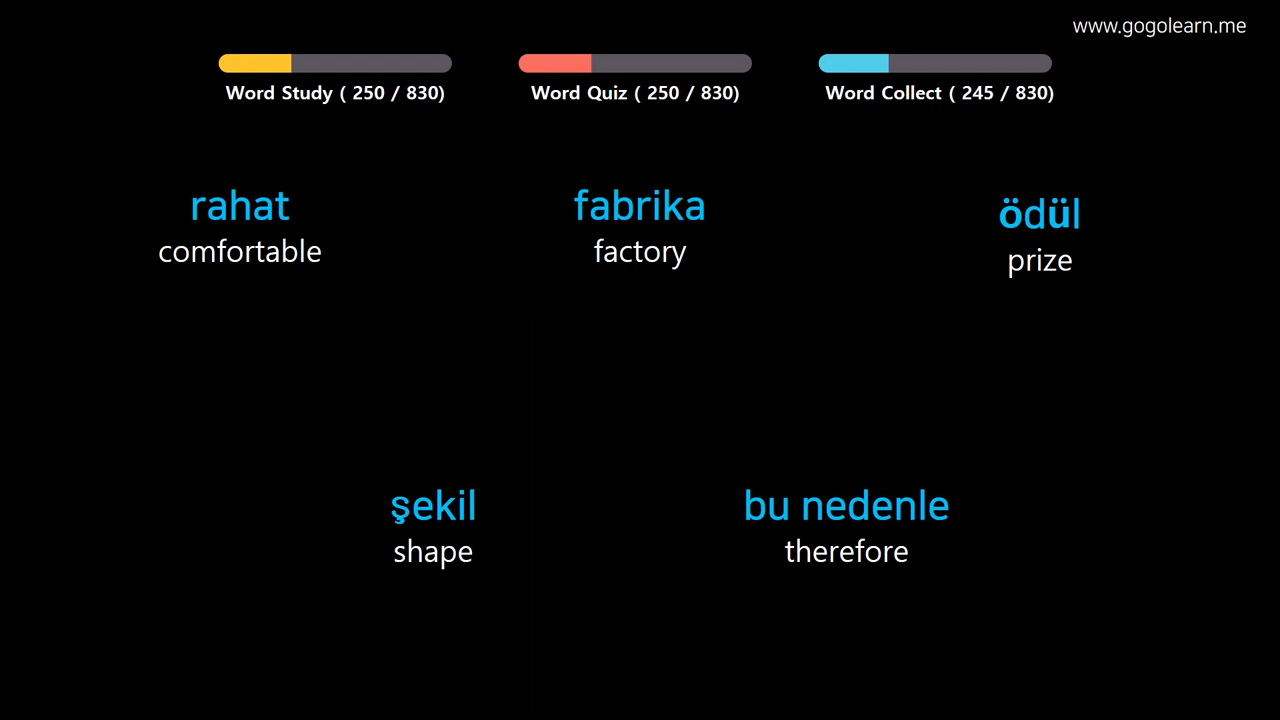 www.gogolearn.me
Word Study ( 250 / 830)
Word Quiz ( 250 / 830)
Word Collect ( 245 / 830)
rahat
comfortable
fabrika
factory
ödül
prize
şekil
shape
bu nedenle
therefore